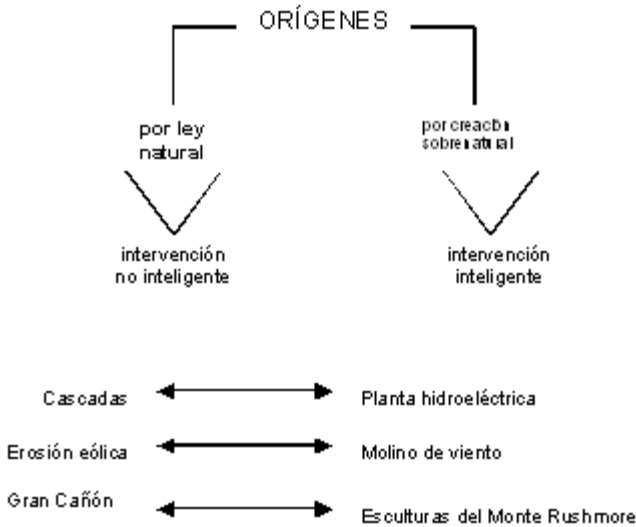 ORÍGENES
por ley
natural
por creación
sobrenatural
intervención
no inteligente
intervención
inteligente
Cascadas
Planta hidroeléctrica
Erosión eólica
Molino de viento
Gran Cañón
Esculturas del Monte Rushmore